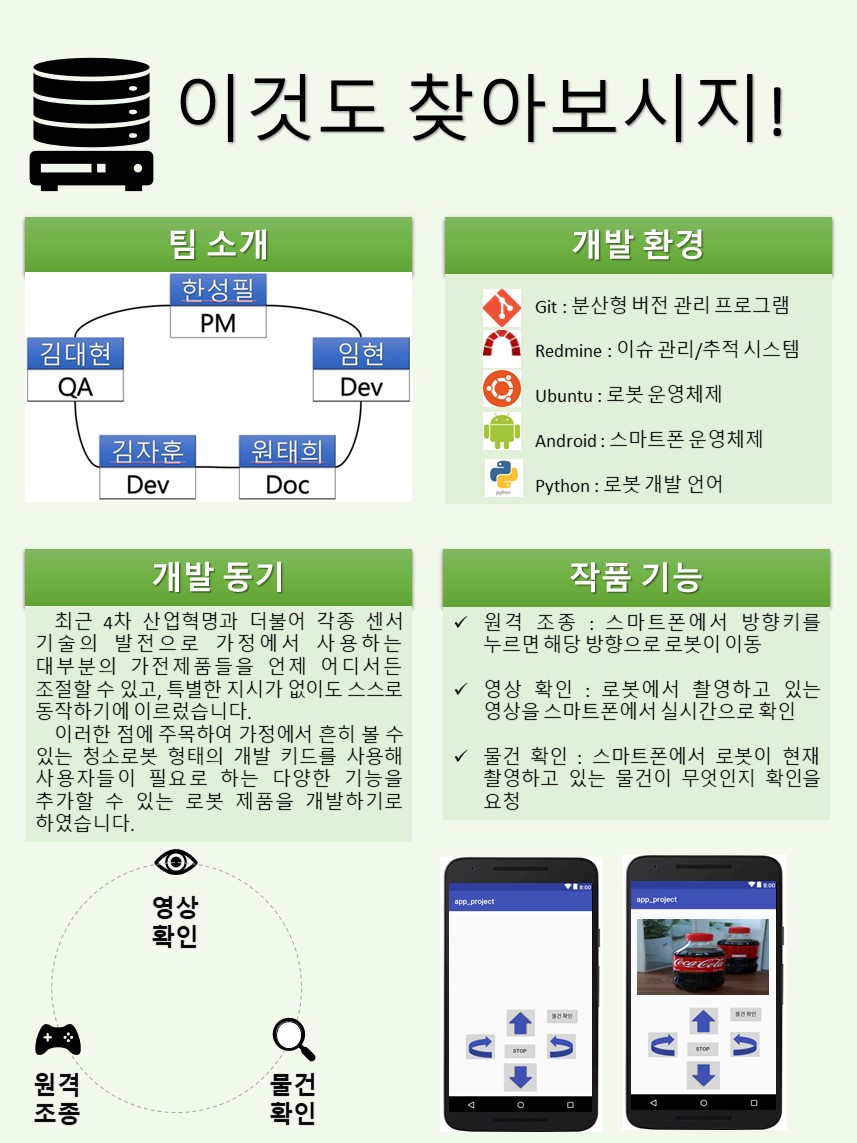 이것도 찾아보시지!
팀 소개
한성필
PM
김대현
QA
임현
Dev
김자훈
Dev
원태희
Doc
개발 환경
Git : 분산형 버전 관리 프로그램
Redmine : 이슈 관리/추적 시스템
Ubuntu : 로봇 운영체제
Android : 스마트폰 운영체제
python
Python : 로봇 개발 언어
개발 동기
최근 4차 산업혁명과 더불어 각종 센서
기술의 발전으로 가정에서 사용하는
대부분의 가전제품들을 언제 어디서든
조절할 수 있고, 특별한 지시가 없이도 스스로
동작하기에 이르렀습니다.
이러한 점에 주목하여 가정에서 흔히 볼 수
있는 청소로봇 형태의 개발 키드를 사용해
사용자들이 필요로 하는 다양한 기능을
추가할 수 있는 로봇 제품을 개발하기로
하였습니다.
작품 기능
✓ 원격 조종 : 스마트폰에서 방향키를
누르면 해당 방향으로 로봇이 이동
✓ 영상 확인 : 로봇에서 촬영하고 있는
영상을 스마트폰에서 실시간으로 확인
✓ 물건 확인 : 스마트폰에서 로봇이 현재
촬영하고 있는 물건이 무엇인지 확인을
요청
영상
확인
원격
조종
물건
확인
8:00
app_project
물건 확인
STOP
8:00
app_project
Coca-Cola
물건 확인
STOP